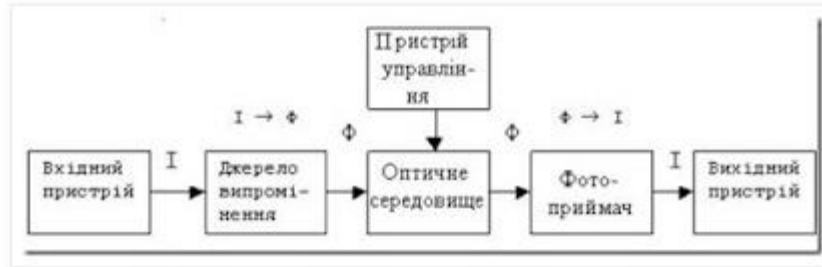 Пристрій
управлін-
ня
I → Φ
Φ
Φ
Φ → I
Вхідний
пристрій
I
Джерело
випромі-
нення
Оптичне
середовище
Фото-
приймач
I
Вихідний
пристрій